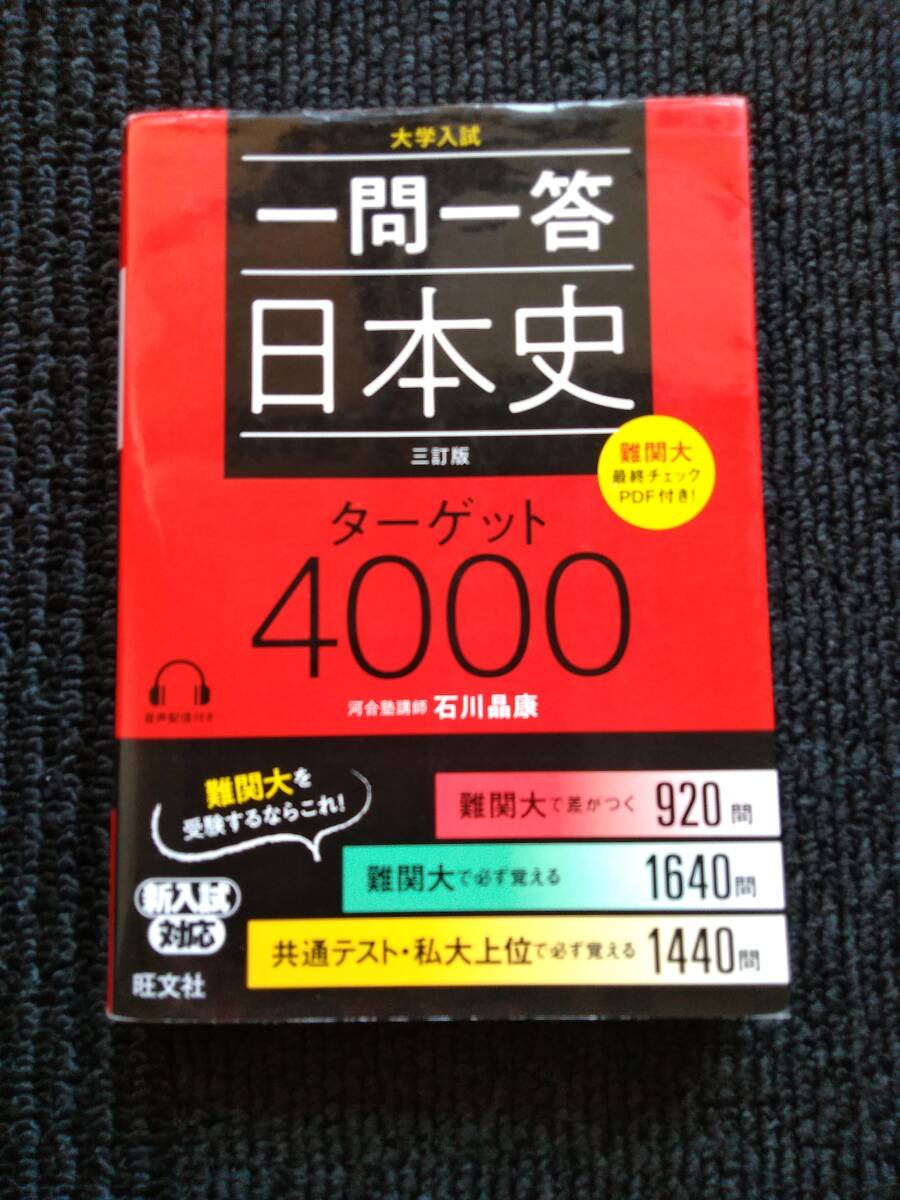 大学入試
一問一答
日本史
三訂版
難関大
最終チェック
PDF付き!
ターゲット
4000
河合塾講師 石川晶康
音声配信付き
難関大を
受験するならこれ!
難関大で差がつく 920問
難関大で必ず覚える 1640問
共通テスト・私大上位で必ず覚える 1440問
新入試
対応
旺文社